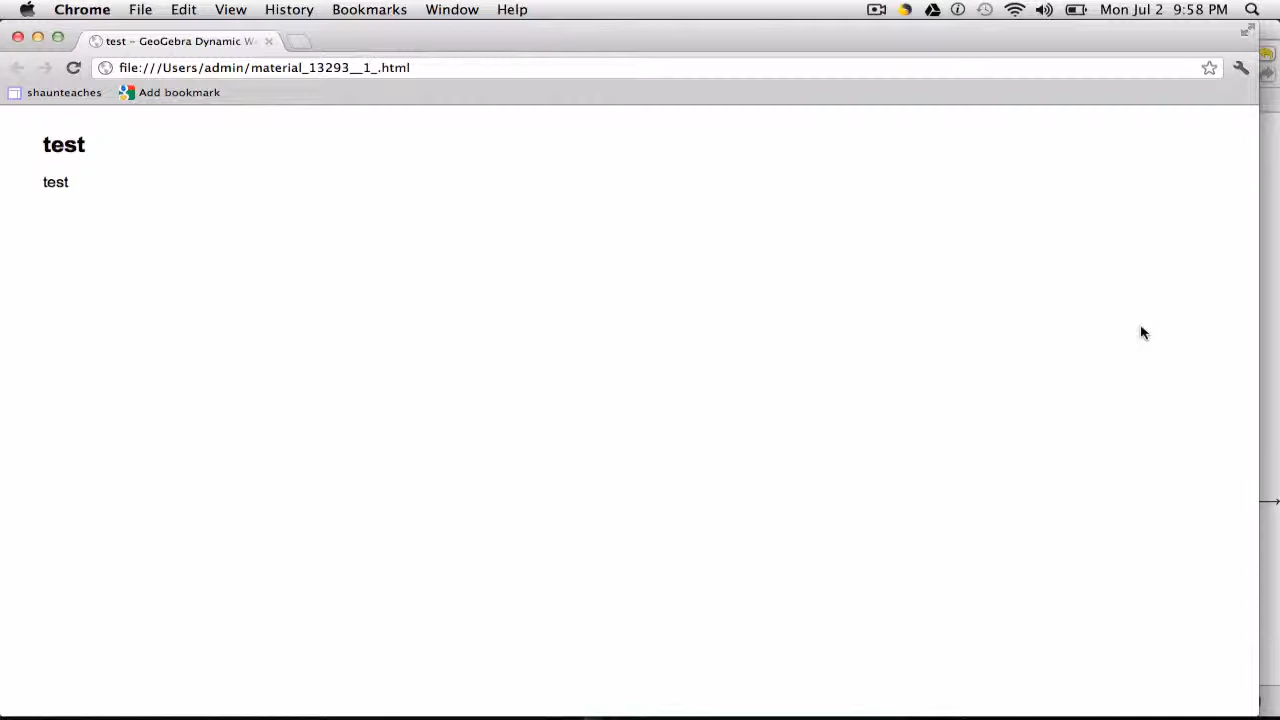 Chrome File Edit View History Bookmarks Window Help Mon Jul 2 9:58 PM
test – GeoGebra Dynamic W
file:///Users/admin/material_13293__1_.html
shaunteaches Add bookmark
test
test